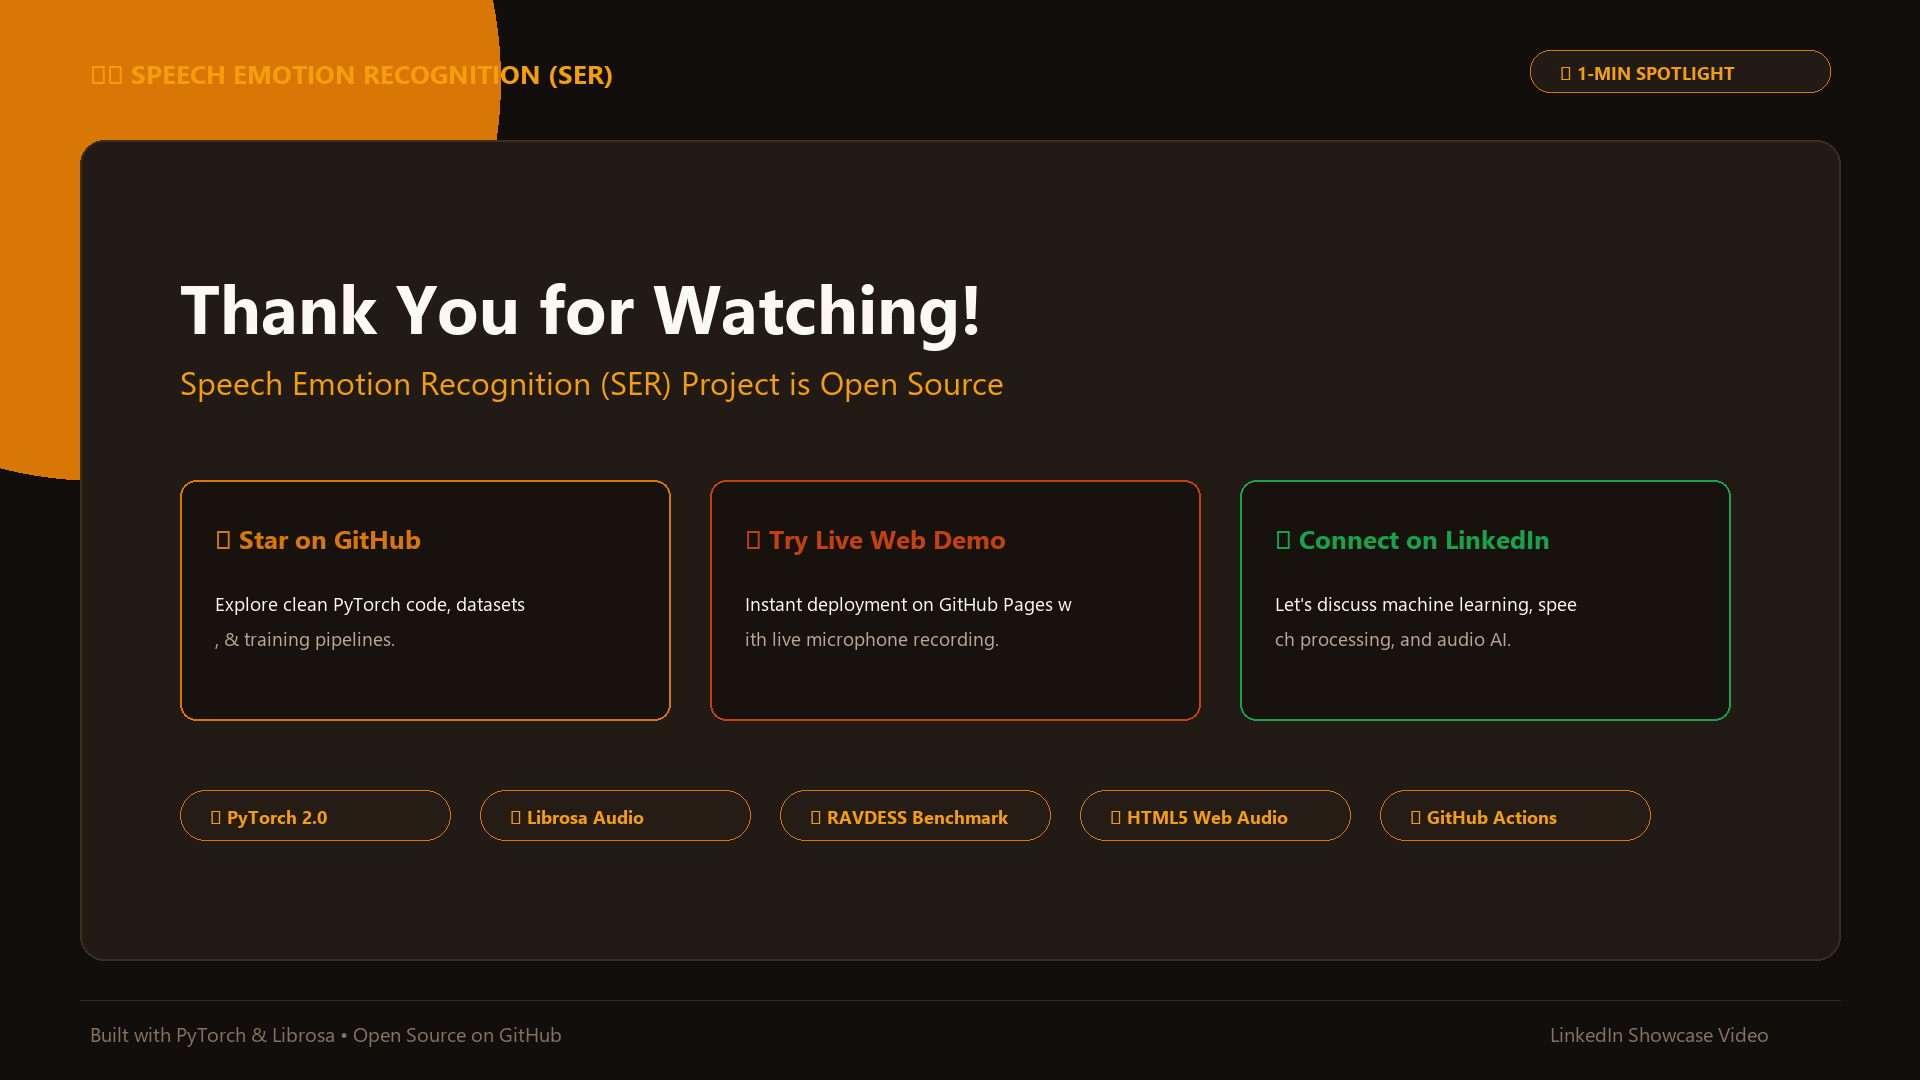 ▯▯ SPEECH EMOTION RECOGNITION (SER)
▯ 1-MIN SPOTLIGHT
Thank You for Watching!
Speech Emotion Recognition (SER) Project is Open Source
▯ Star on GitHub
Explore clean PyTorch code, datasets
, & training pipelines.
▯ Try Live Web Demo
Instant deployment on GitHub Pages w
ith live microphone recording.
▯ Connect on LinkedIn
Let's discuss machine learning, spee
ch processing, and audio AI.
▯ PyTorch 2.0
▯ Librosa Audio
▯ RAVDESS Benchmark
▯ HTML5 Web Audio
▯ GitHub Actions
Built with PyTorch & Librosa • Open Source on GitHub
LinkedIn Showcase Video